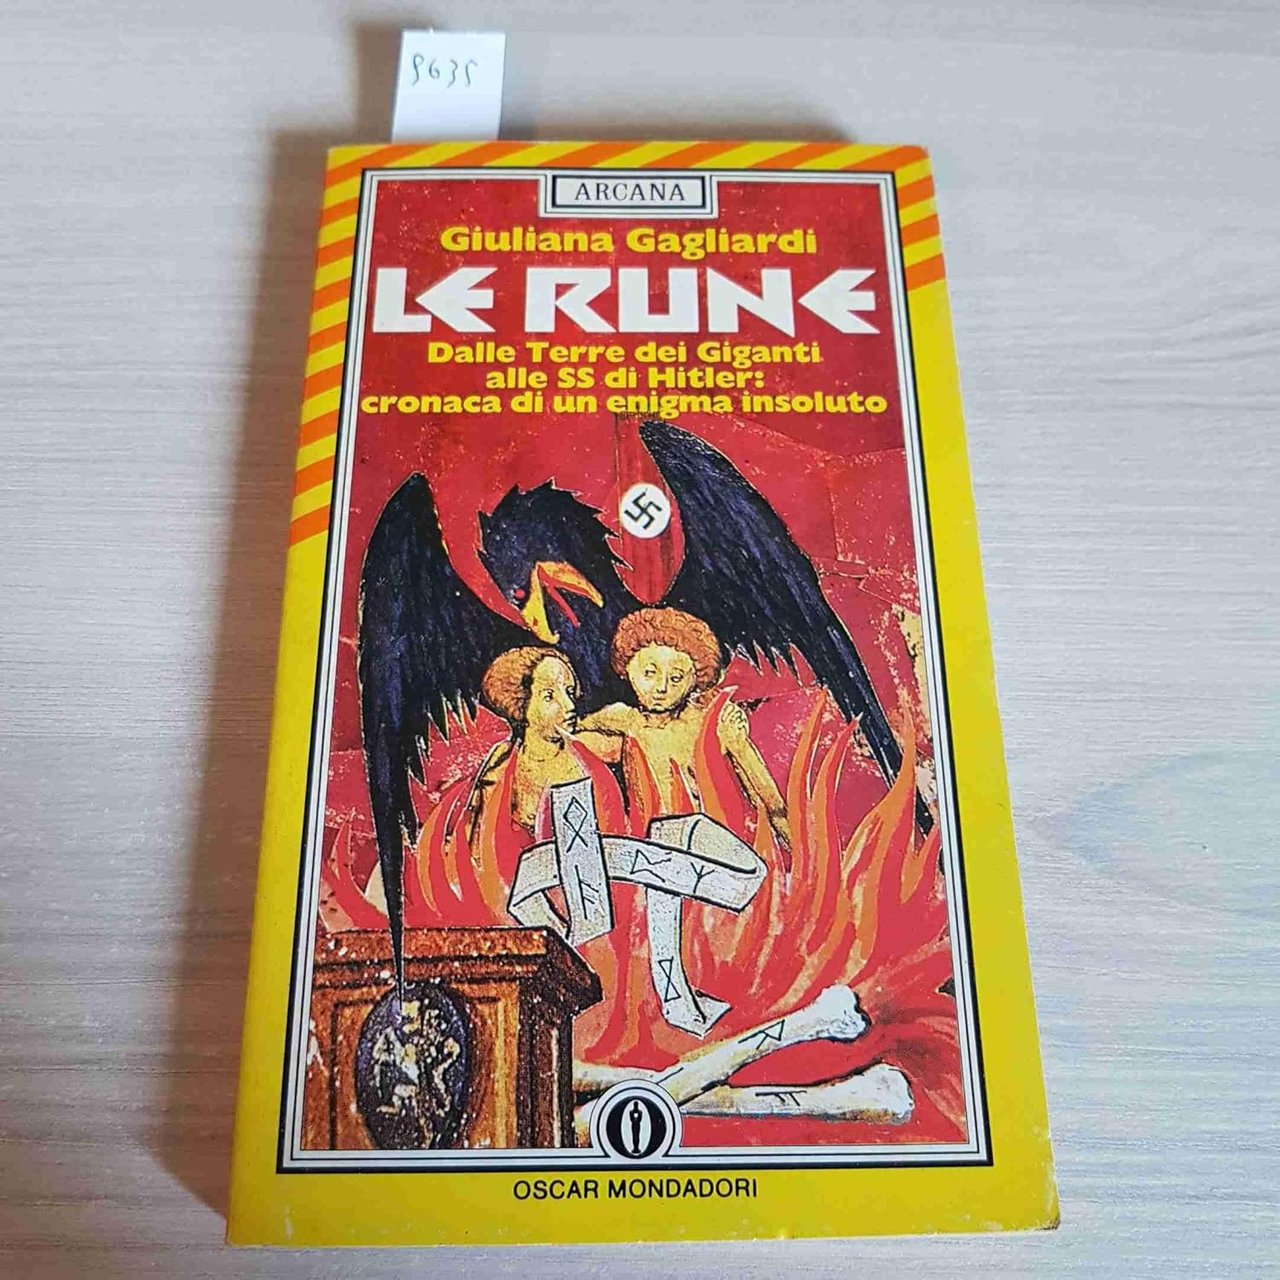 5635
ARCANA
Giuliana Gagliardi
LE RUNE
Dalle Terre dei Giganti
alle SS di Hitler:
cronaca di un enigma insoluto
OSCAR MONDADORI